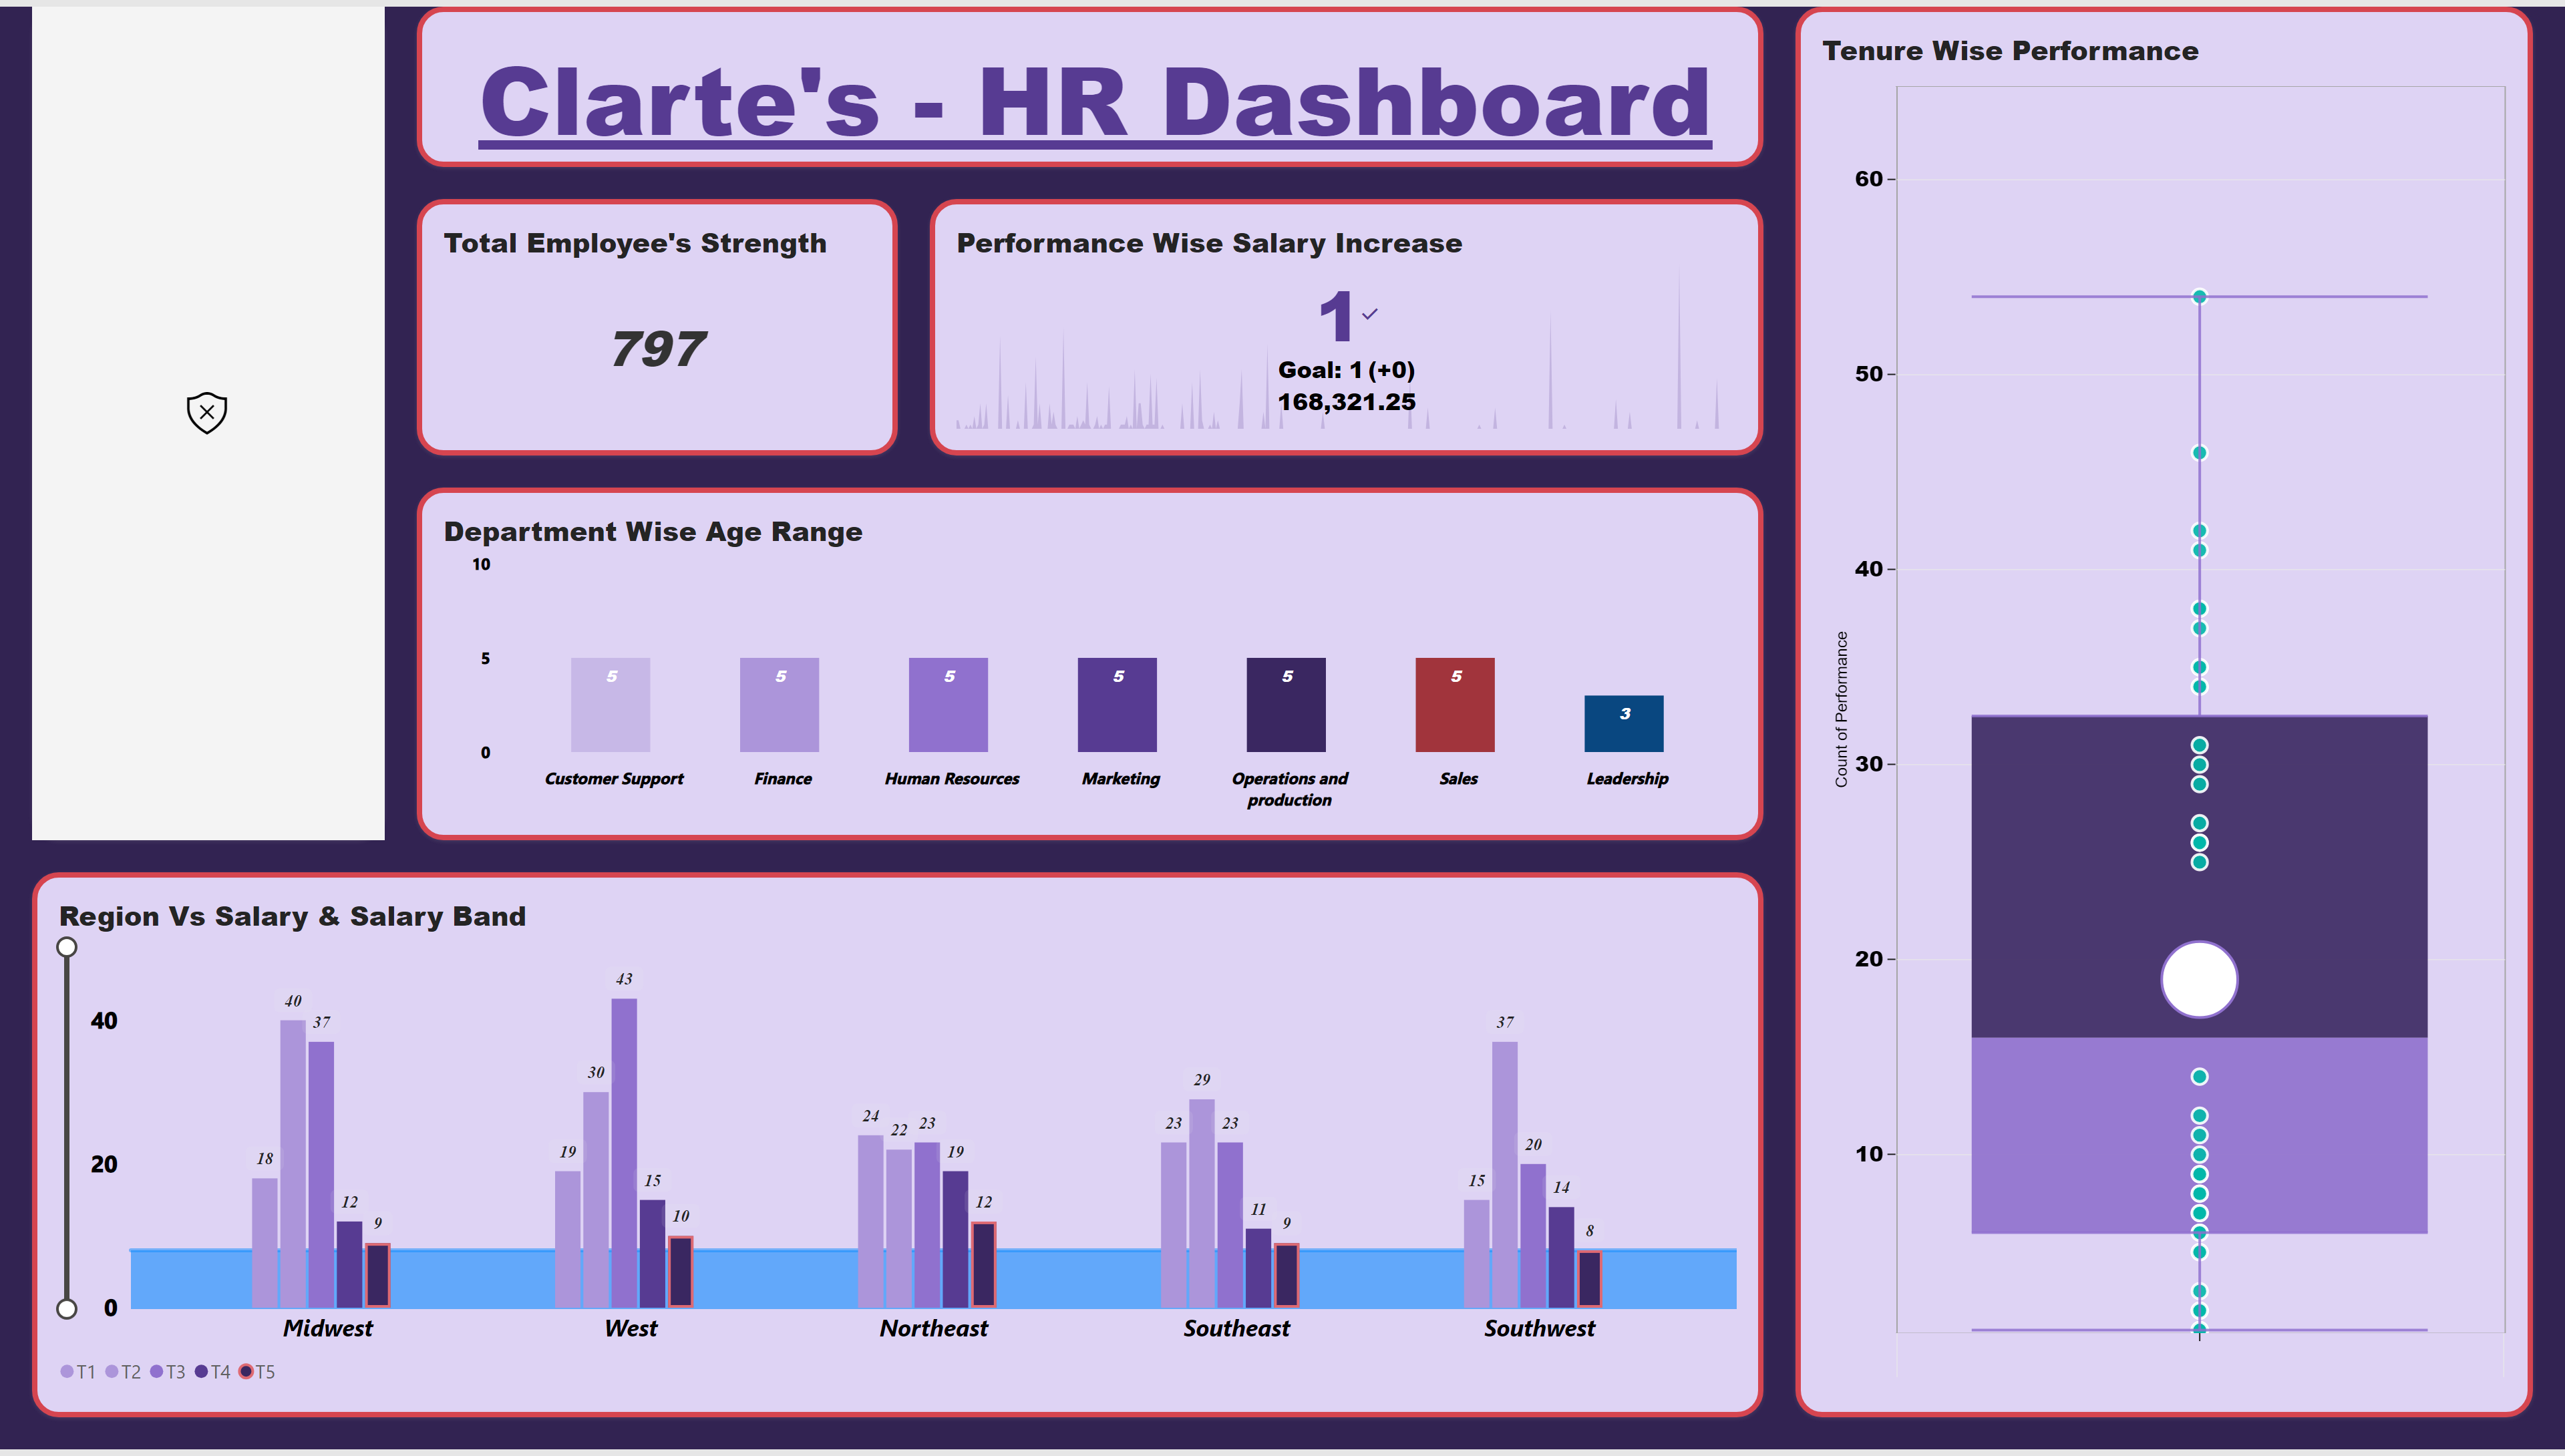 Clarte's - HR Dashboard
Total Employee's Strength
797
Performance Wise Salary Increase
1
Goal: 1 (+0)
168,321.25
Department Wise Age Range
10
5
0
5
5
5
5
5
5
3
Customer Support
Finance
Human Resources
Marketing
Operations and
production
Sales
Leadership
Region Vs Salary & Salary Band
40
20
0
18
40
37
12
9
19
30
43
15
10
24
22
23
19
12
23
29
23
11
9
15
37
20
14
8
Midwest
West
Northeast
Southeast
Southwest
T1 T2 T3 T4 T5
Tenure Wise Performance
Count of Performance
60
50
40
30
20
10